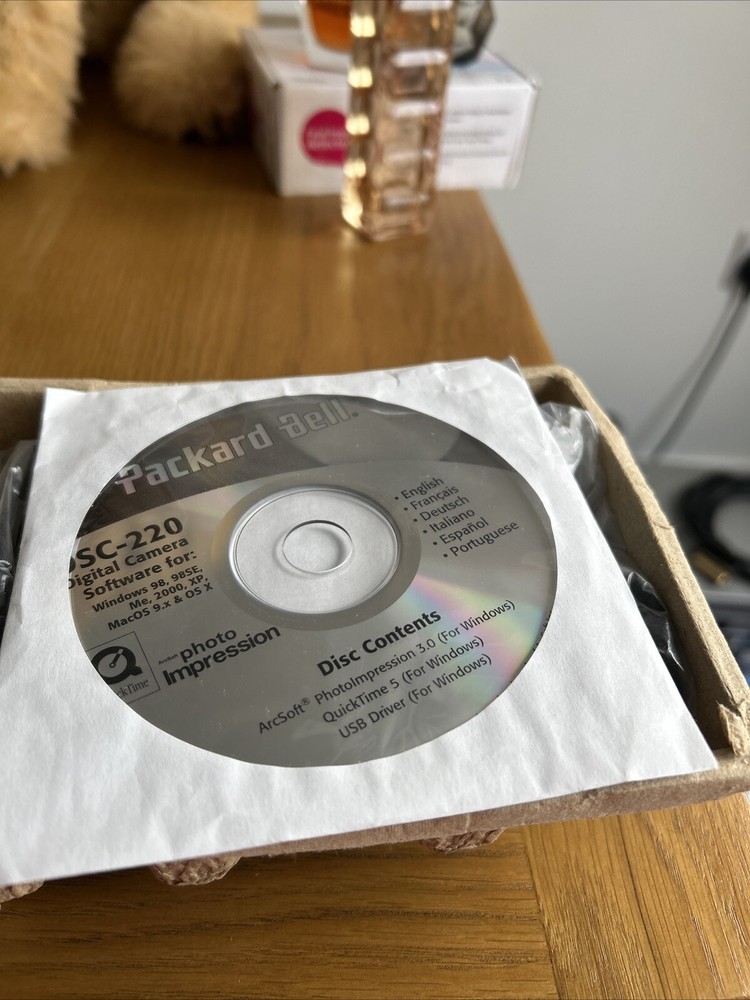 Packard Bell.
DSC-220
Digital Camera
Software for:
Windows 98, 98SE,
Me, 2000, XP,
MacOS 9.x & OS X
• English
• Français
• Deutsch
• Italiano
• Español
• Portuguese
ArcSoft photo
Impression
QuickTime
Disc Contents
ArcSoft® PhotoImpression 3.0 (For Windows)
QuickTime 5 (For Windows)
USB Driver (For Windows)